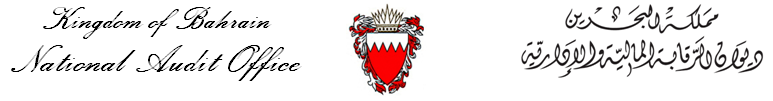 Kingdom of Bahrain
National Audit Office
مملكة البحرين
ديوان الرقابة المالية والإدارية